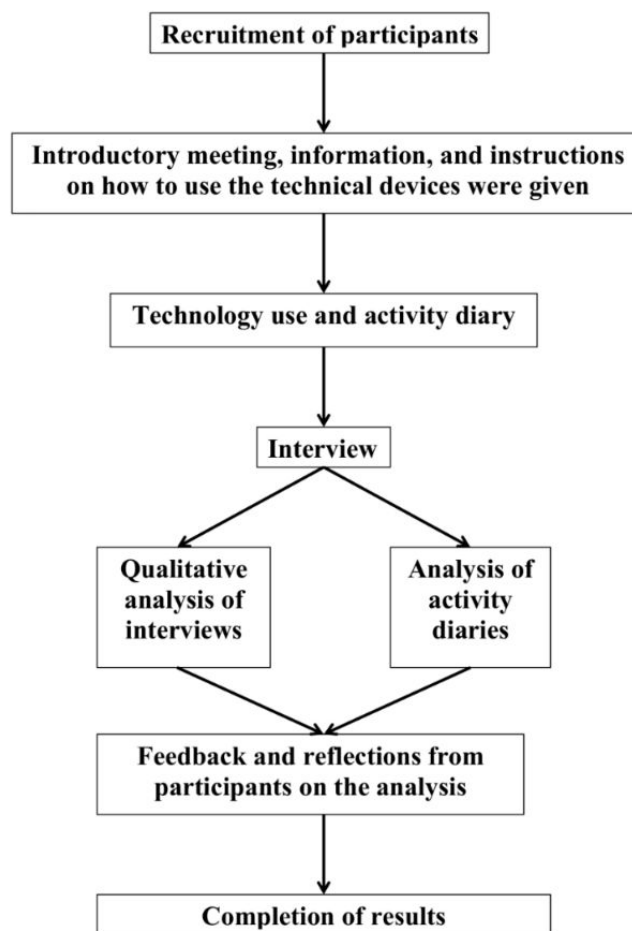 Recruitment of participants
Introductory meeting, information, and instructions
on how to use the technical devices were given
Technology use and activity diary
Interview
Qualitative
analysis of
interviews
Analysis of
activity
diaries
Feedback and reflections from
participants on the analysis
Completion of results